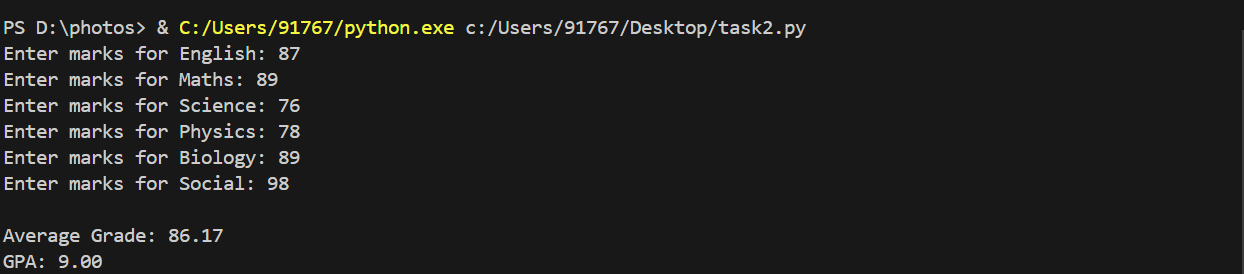 PS D:\photos> & C:/Users/91767/python.exe c:/Users/91767/Desktop/task2.py
Enter marks for English: 87
Enter marks for Maths: 89
Enter marks for Science: 76
Enter marks for Physics: 78
Enter marks for Biology: 89
Enter marks for Social: 98
Average Grade: 86.17
GPA: 9.00